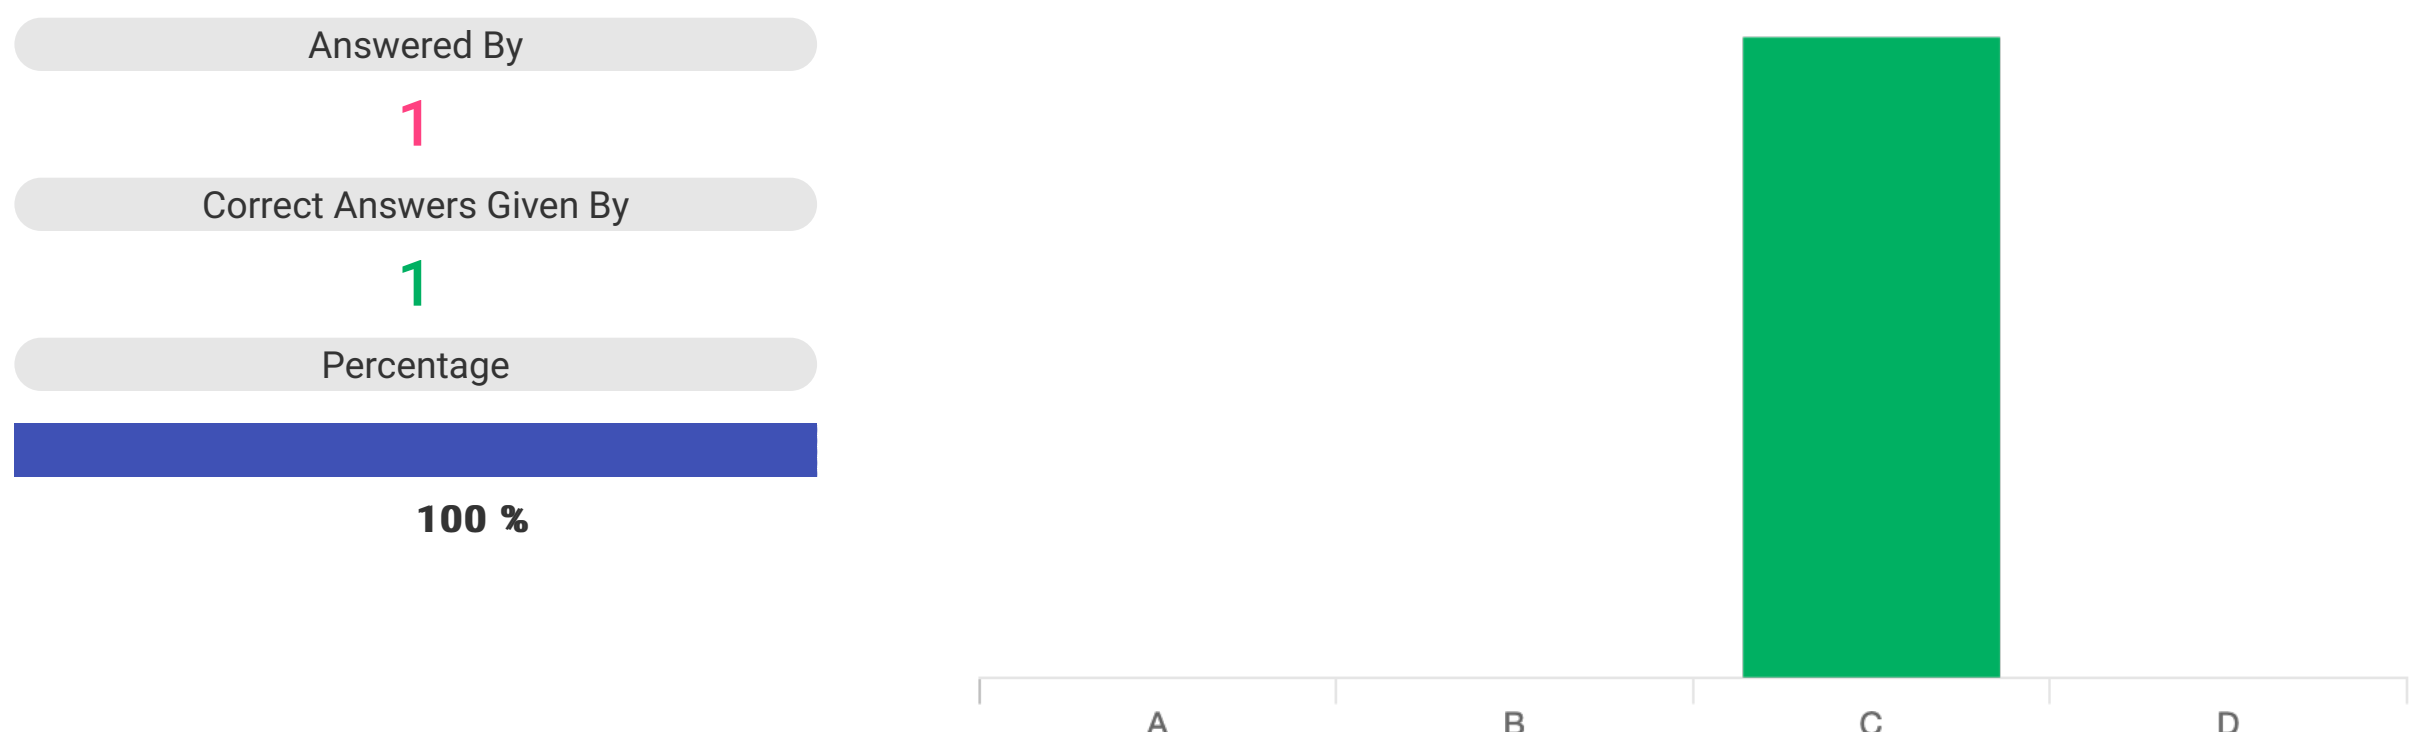 Answered By
1
Correct Answers Given By
1
Percentage
100 %
A B C D